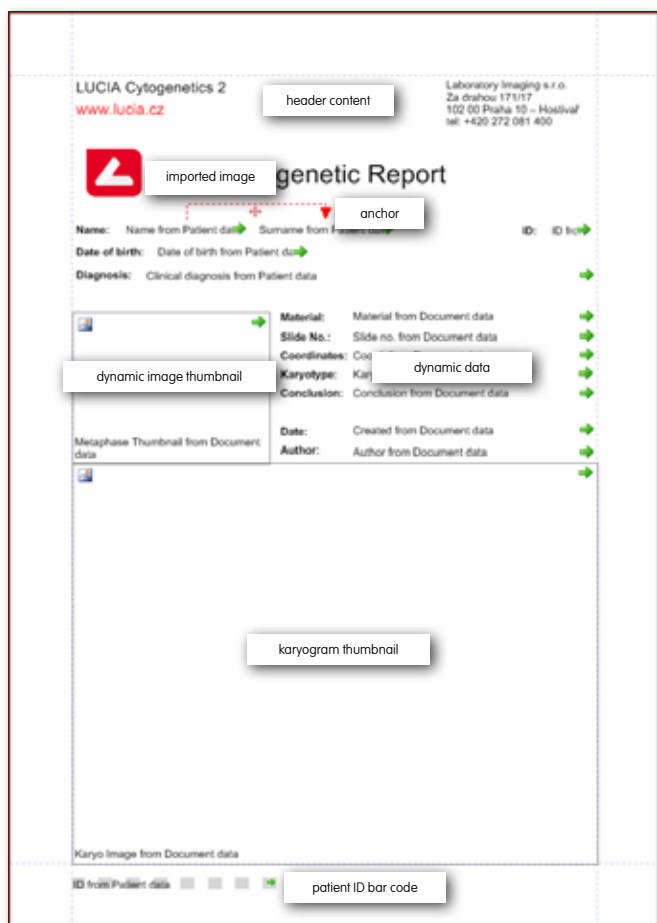 LUCIA Cytogenetics 2
www.lucia.cz
header content
Laboratory Imaging s.r.o.
Za drahou 171/17
102 00 Praha 10 – Hostivař
tel: +420 272 081 400
imported image
genetic Report
anchor
Name: Name from Patient data Surname from ID:
Date of birth: Date of birth from Patient
Diagnosis: Clinical diagnosis from Patient data
Material: Material from Document data
Slide No.: Slide no. from Document data
Coordinates:
dynamic image thumbnail
dynamic data
Karyotype:
Conclusion: Conclusion from Document data
Date: Created from Document data
Author: Author from Document data
Metaphase Thumbnail from Document
data
karyogram thumbnail
Karyo Image from Document data
ID from Patient data
patient ID bar code